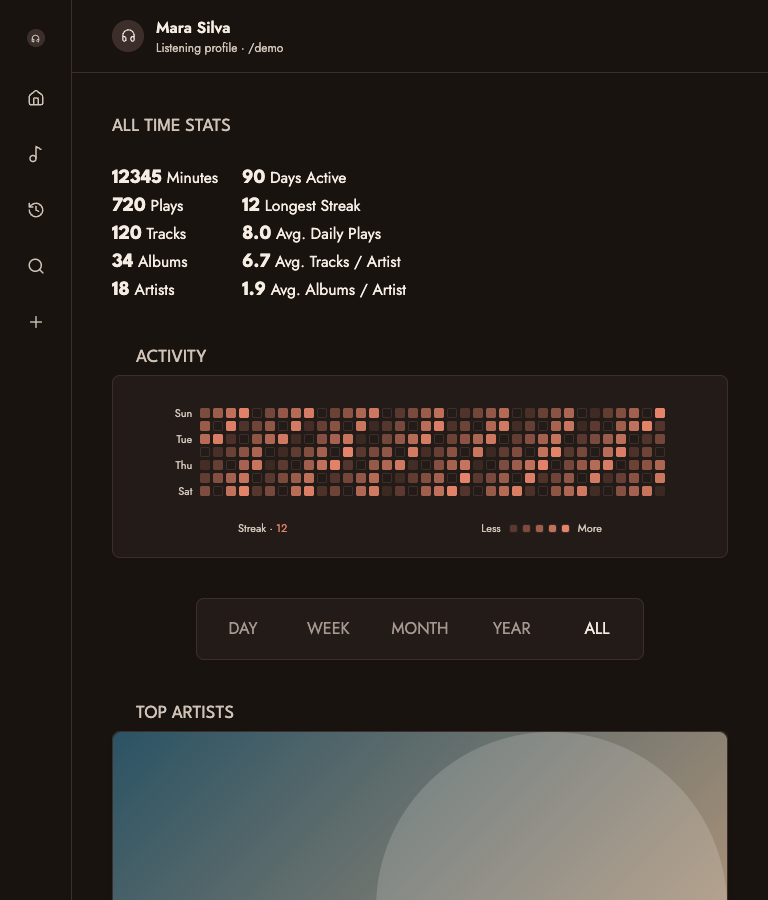 Mara Silva
Listening profile · /demo
ALL TIME STATS
12345 Minutes
720 Plays
120 Tracks
34 Albums
18 Artists
90 Days Active
12 Longest Streak
8.0 Avg. Daily Plays
6.7 Avg. Tracks / Artist
1.9 Avg. Albums / Artist
ACTIVITY
Sun
Tue
Thu
Sat
Streak · 12
Less More
DAY WEEK MONTH YEAR ALL
TOP ARTISTS